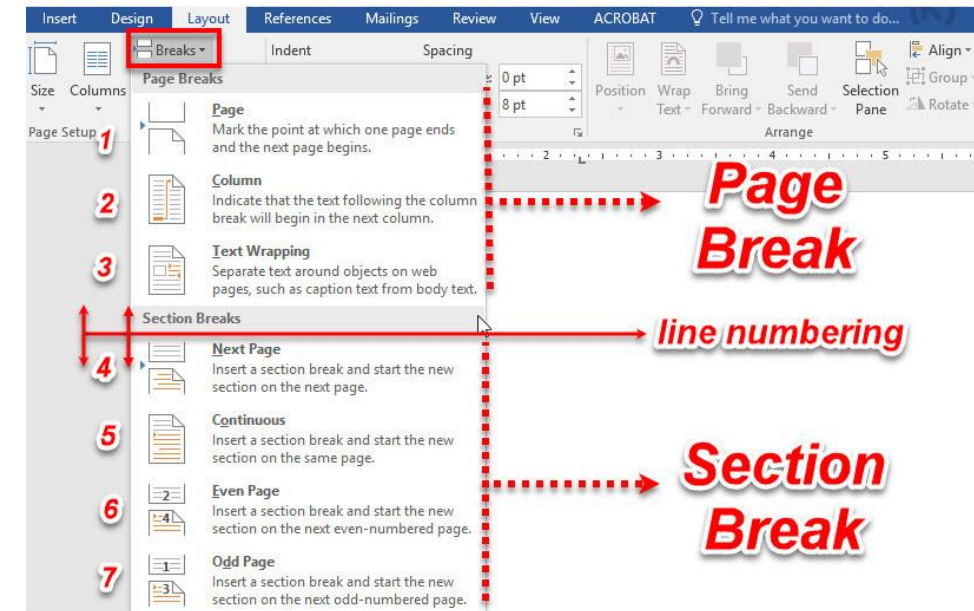 Insert Design Layout References Mailings Review View ACROBAT Tell me what you want to do...
Breaks Indent Spacing Align
0 pt Group
Size Columns Page Breaks 8 pt Position Wrap Bring Send Selection Rotate
Text Forward Backward Pane
Page Setup Arrange
2 3 4 5
1 Page
Mark the point at which one page ends
and the next page begins.
2 Column
Indicate that the text following the column
break will begin in the next column.
3 Text Wrapping
Separate text around objects on web
pages, such as caption text from body text.
Page
Break
Section Breaks
line numbering
4 Next Page
Insert a section break and start the new
section on the next page.
5 Continuous
Insert a section break and start the new
section on the same page.
6 Even Page
Insert a section break and start the new
section on the next even-numbered page.
7 Odd Page
Insert a section break and start the new
section on the next odd-numbered page.
Section
Break
=2=
4
=1=
3